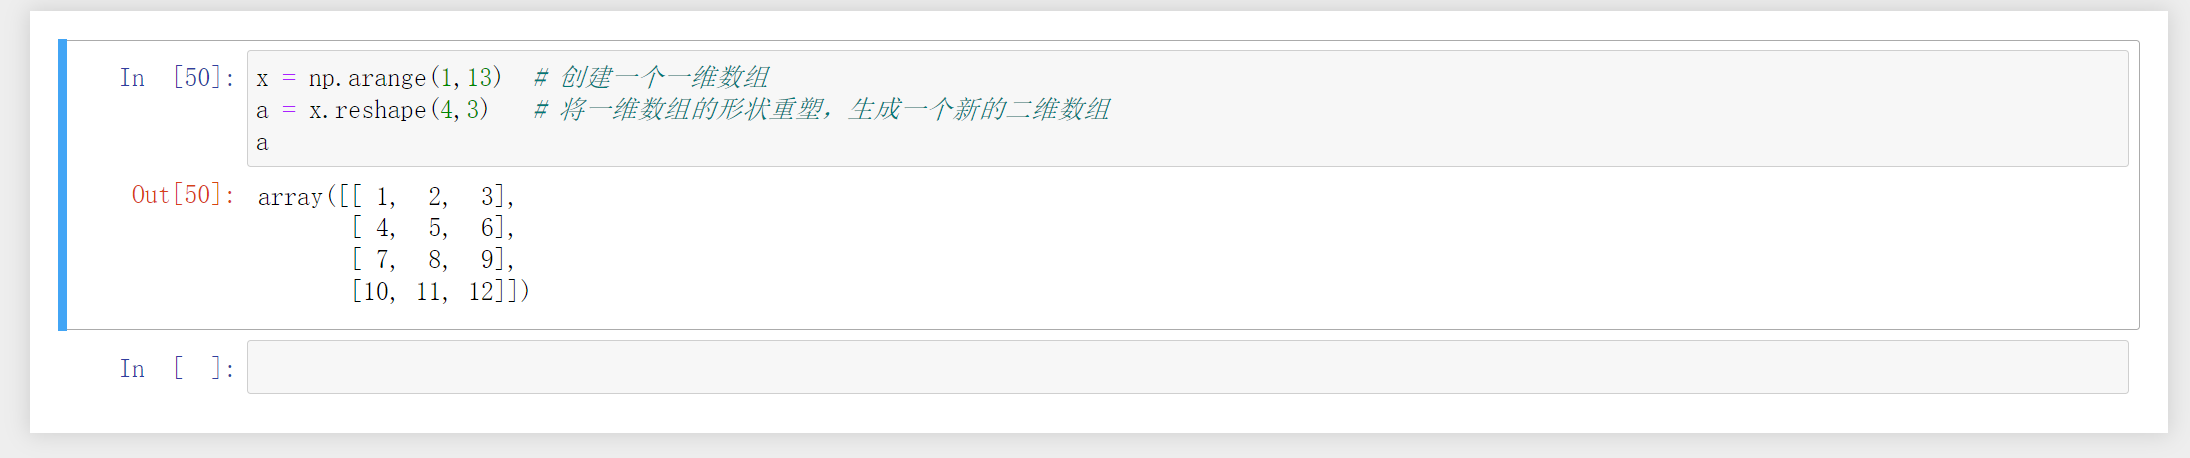 In [50]: x = np.arange(1,13)  # 创建一个一维数组
a = x.reshape(4,3)   # 将一维数组的形状重塑，生成一个新的二维数组
a
Out[50]: array([[ 1,  2,  3],
[ 4,  5,  6],
[ 7,  8,  9],
[10, 11, 12]])
In [ ]: